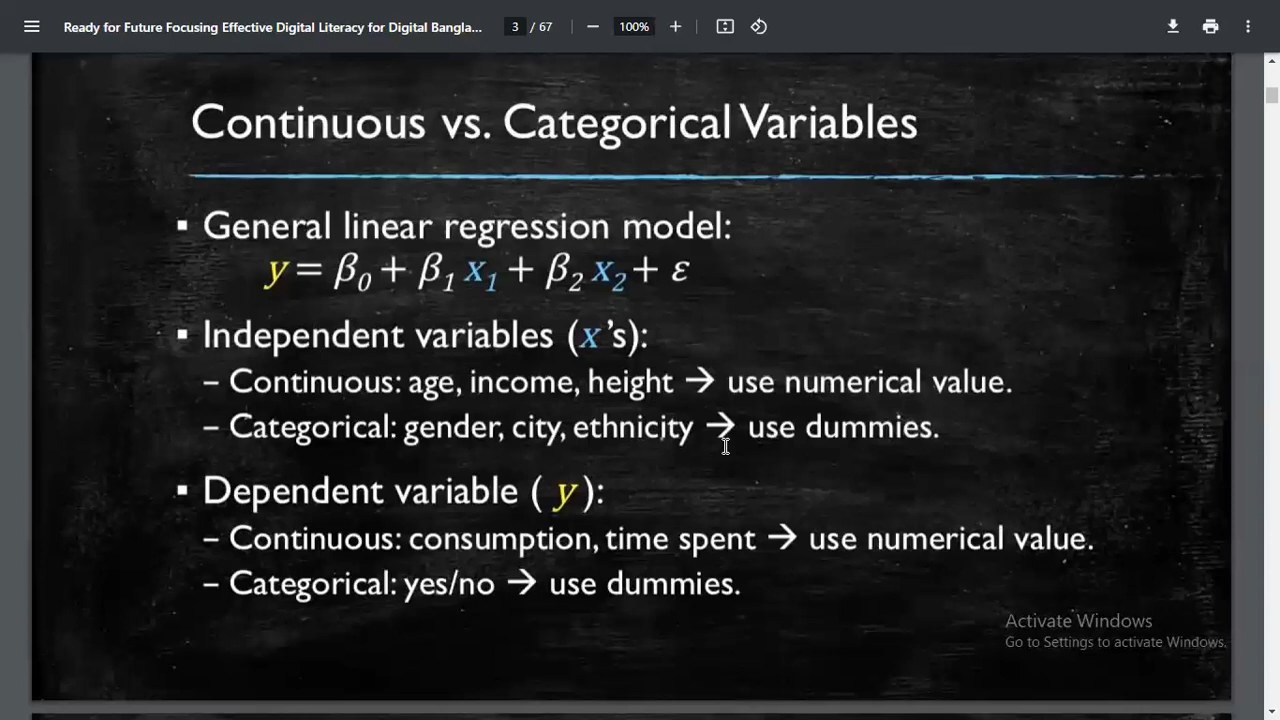 Ready for Future Focusing Effective Digital Literacy for Digital Bangla...
3 / 67
100%
Continuous vs. Categorical Variables
▪ General linear regression model:
y = β₀ + β₁ x₁ + β₂ x₂ + ε
▪ Independent variables (x's):
– Continuous: age, income, height → use numerical value.
– Categorical: gender, city, ethnicity → use dummies.
▪ Dependent variable ( y ):
– Continuous: consumption, time spent → use numerical value.
– Categorical: yes/no → use dummies.
Activate Windows
Go to Settings to activate Windows.